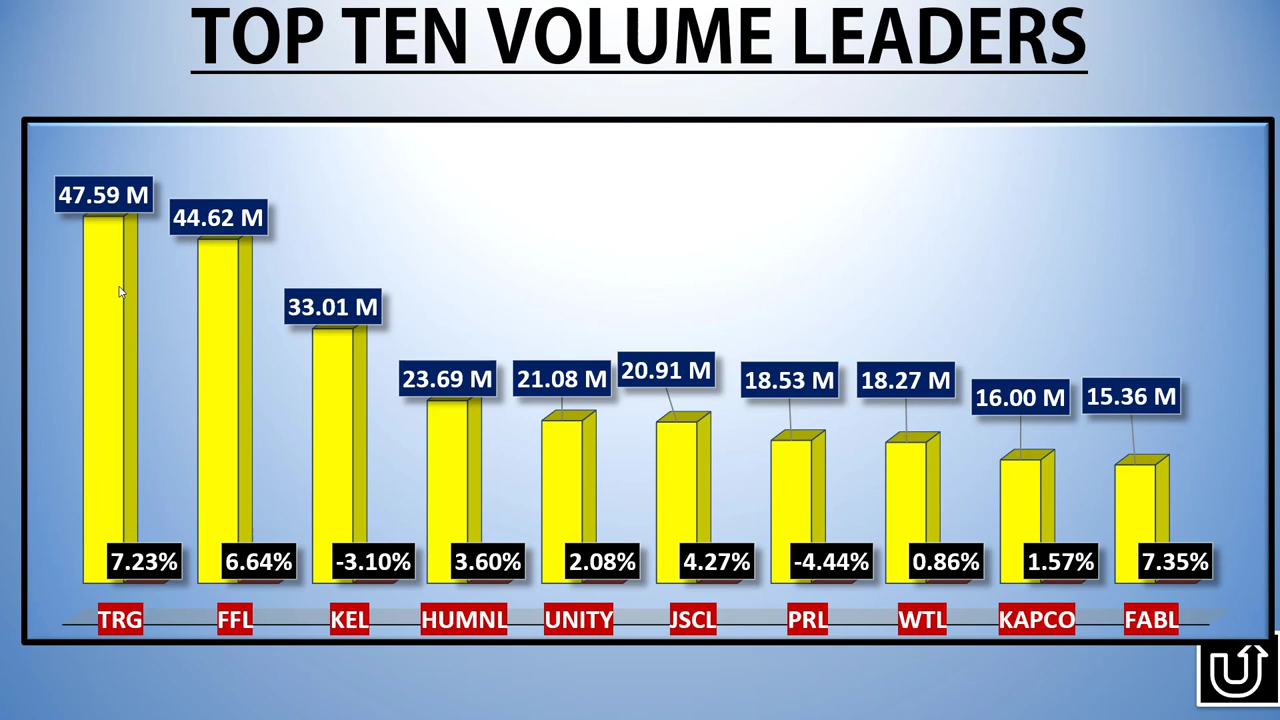 TOP TEN VOLUME LEADERS
47.59 M
44.62 M
33.01 M
23.69 M
21.08 M
20.91 M
18.53 M
18.27 M
16.00 M
15.36 M
7.23%
6.64%
-3.10%
3.60%
2.08%
4.27%
-4.44%
0.86%
1.57%
7.35%
TRG
FFL
KEL
HUMNL
UNITY
JSCL
PRL
WTL
KAPCO
FABL